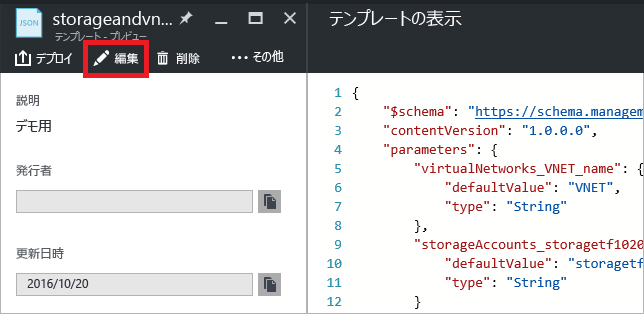 JSON
storageandvn...
テンプレート - プレビュー
デプロイ
編集
削除
••• その他
説明
デモ用
発行者
更新日時
2016/10/20
テンプレートの表示
1 {
2 "$schema": "https://schema.managem
3 "contentVersion": "1.0.0.0",
4 "parameters": {
5 "virtualNetworks_VNET_name": {
6 "defaultValue": "VNET",
7 "type": "String"
8 },
9 "storageAccounts_storagetf1020
10 "defaultValue": "storagetf
11 "type": "String"
12 }